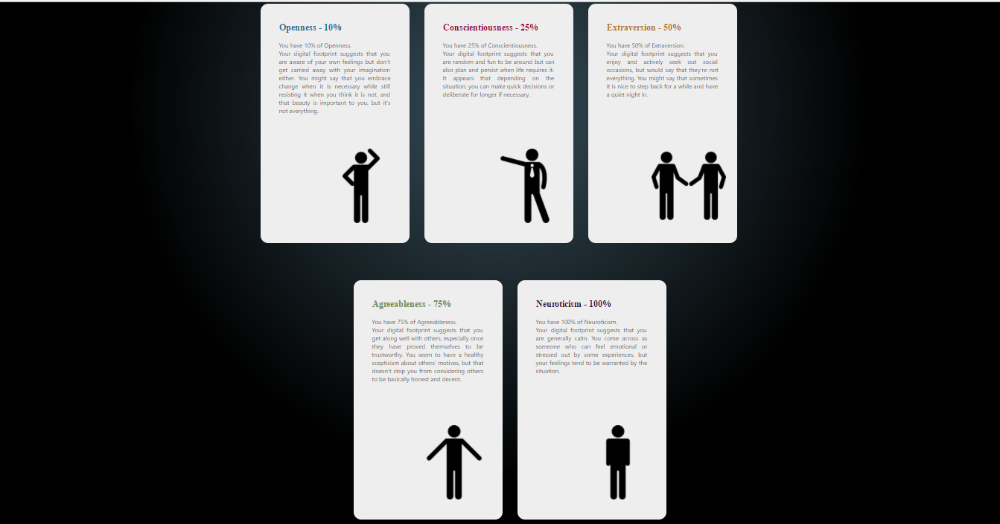 Openness - 10%
You have 10% of Openness.
Your digital footprint suggests that you
are aware of your own feelings but don't
get carried away with your imagination
either. You might say that you embrace
change when it is necessary while still
resisting it when you think it is not, and
that beauty is important to you, but it's
not everything.
Conscientiousness - 25%
You have 25% of Conscientiousness.
Your digital footprint suggests that you
are random and fun to be around but can
also plan and persist when life requires it.
It appears that depending on the
situation, you can make quick decisions or
deliberate for longer if necessary.
Extraversion - 50%
You have 50% of Extraversion.
Your digital footprint suggests that you
enjoy and actively seek out social
occasions, but would say that they're not
everything. You might say that sometimes
it is nice to step back for a while and have
a quiet night in.
Agreeableness - 75%
You have 75% of Agreeableness.
Your digital footprint suggests that you
get along well with others, especially once
they have proved themselves to be
trustworthy. You seem to have a healthy
scepticism about others' motives, but that
doesn't stop you from considering others
to be basically honest and decent.
Neuroticism - 100%
You have 100% of Neuroticism.
Your digital footprint suggests that you
are generally calm. You come across as
someone who can feel emotional or
stressed out by some experiences, but
your feelings tend to be warranted by the
situation.